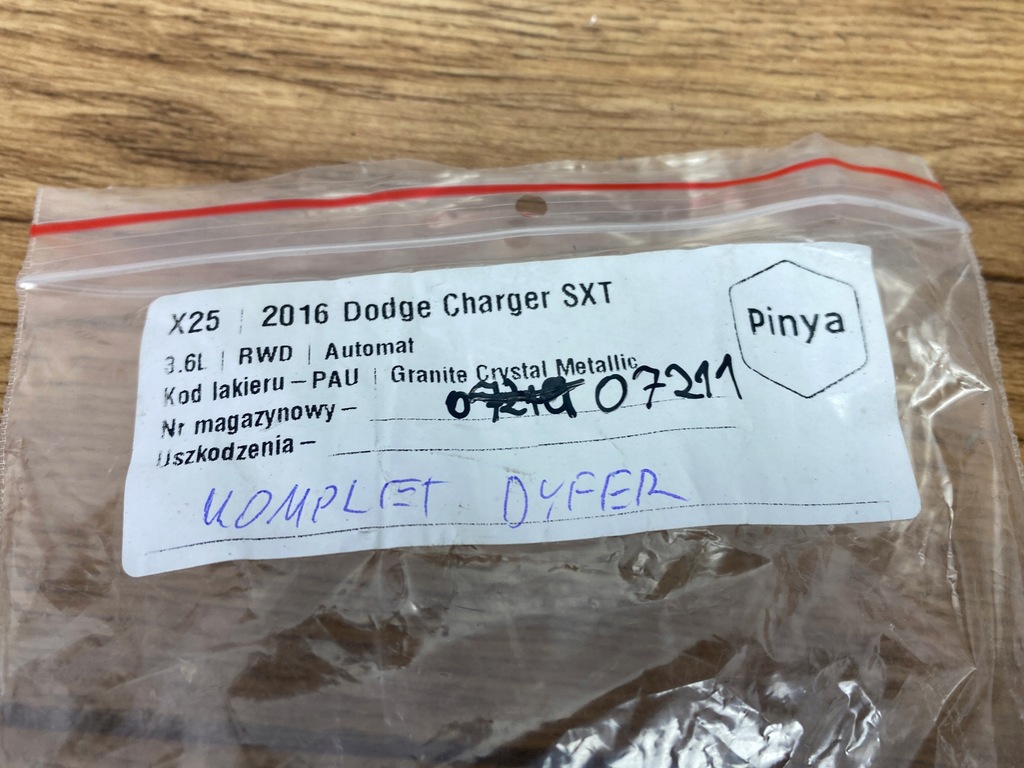 X25 | 2016 Dodge Charger SXT
3.6L | RWD | Automat
Kod lakieru – PAU | Granite Crystal Metallic
Nr magazynowy – 07211
Uszkodzenia –
KOMPLET DYFER
Pinya